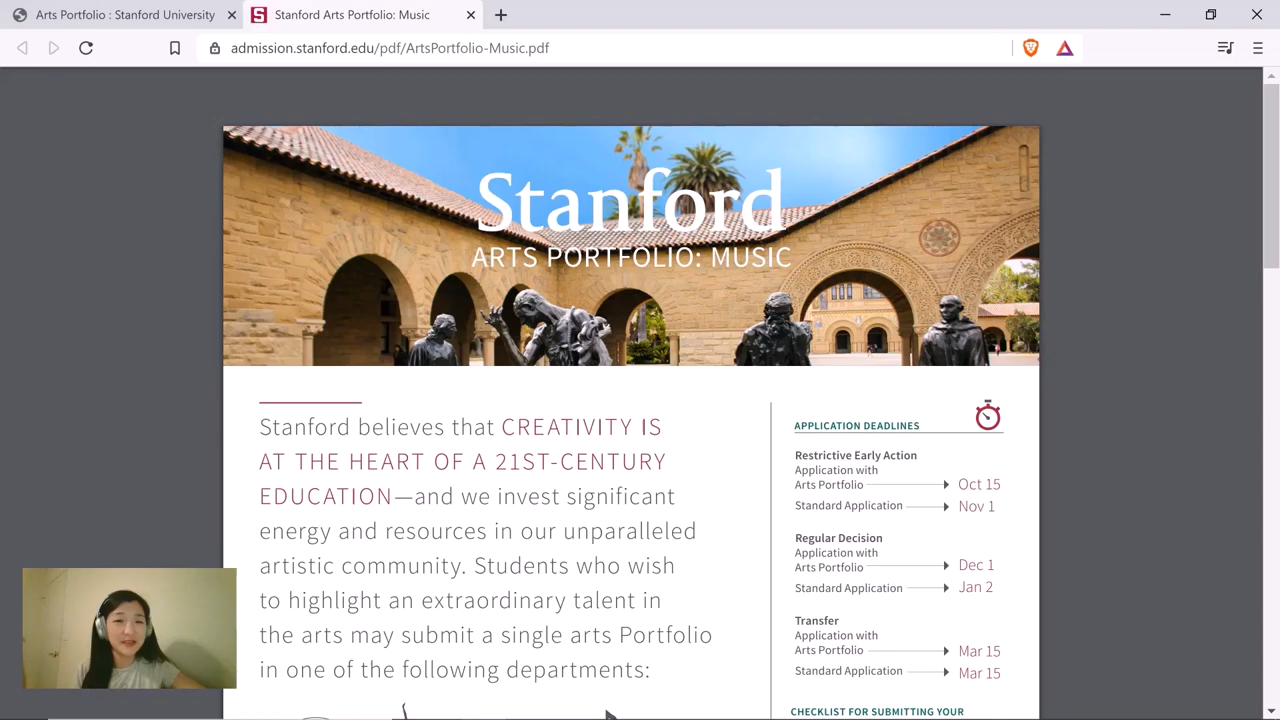 Arts Portfolio : Stanford University
Stanford Arts Portfolio: Music
admission.stanford.edu/pdf/ArtsPortfolio-Music.pdf
Stanford
ARTS PORTFOLIO: MUSIC
Stanford believes that CREATIVITY IS
AT THE HEART OF A 21ST-CENTURY
EDUCATION—and we invest significant
energy and resources in our unparalleled
artistic community. Students who wish
to highlight an extraordinary talent in
the arts may submit a single arts Portfolio
in one of the following departments:
APPLICATION DEADLINES
Restrictive Early Action
Application with
Arts Portfolio Oct 15
Standard Application Nov 1
Regular Decision
Application with
Arts Portfolio Dec 1
Standard Application Jan 2
Transfer
Application with
Arts Portfolio Mar 15
Standard Application Mar 15
CHECKLIST FOR SUBMITTING YOUR